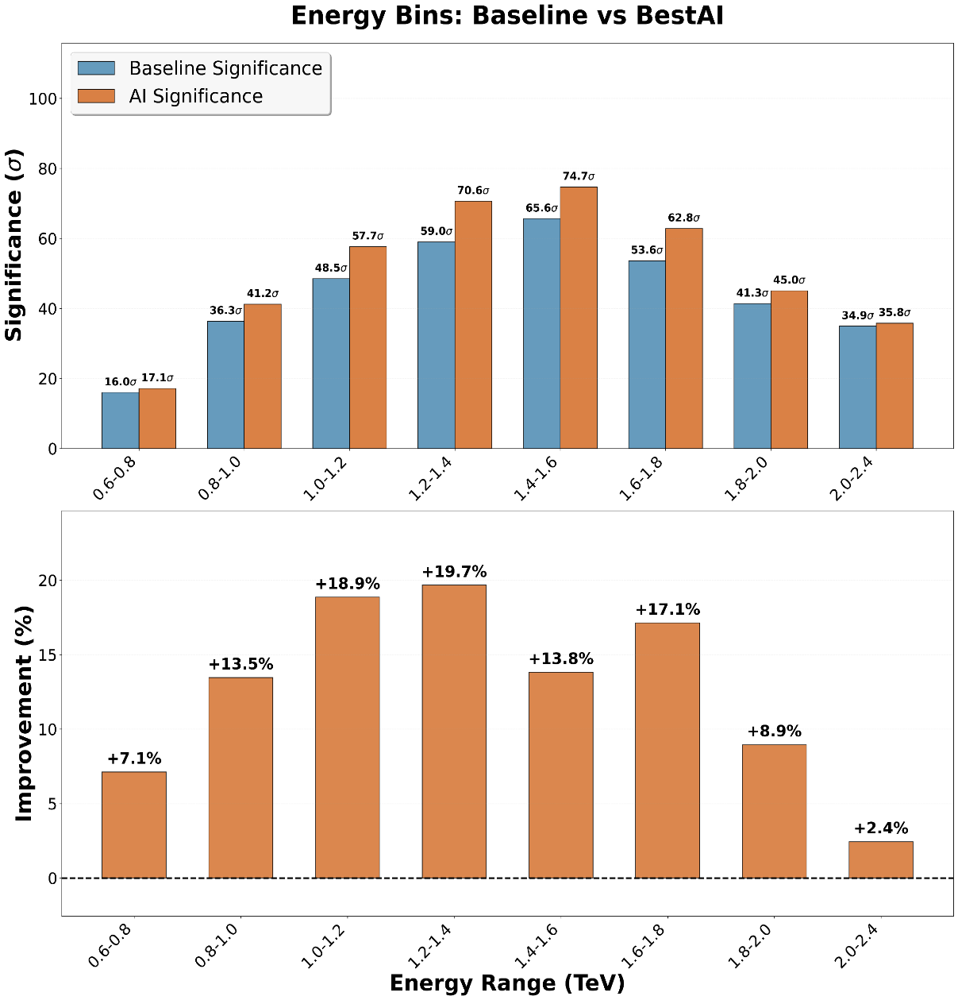 Energy Bins: Baseline vs BestAI
Baseline Significance
AI Significance
Significance (σ)
100
80
60
40
20
0
16.0σ 17.1σ
36.3σ 41.2σ
48.5σ 57.7σ
59.0σ 70.6σ
65.6σ 74.7σ
53.6σ 62.8σ
41.3σ 45.0σ
34.9σ 35.8σ
0.6-0.8 0.8-1.0 1.0-1.2 1.2-1.4 1.4-1.6 1.6-1.8 1.8-2.0 2.0-2.4
Improvement (%)
20
15
10
5
0
+7.1% +13.5% +18.9% +19.7% +13.8% +17.1% +8.9% +2.4%
0.6-0.8 0.8-1.0 1.0-1.2 1.2-1.4 1.4-1.6 1.6-1.8 1.8-2.0 2.0-2.4
Energy Range (TeV)